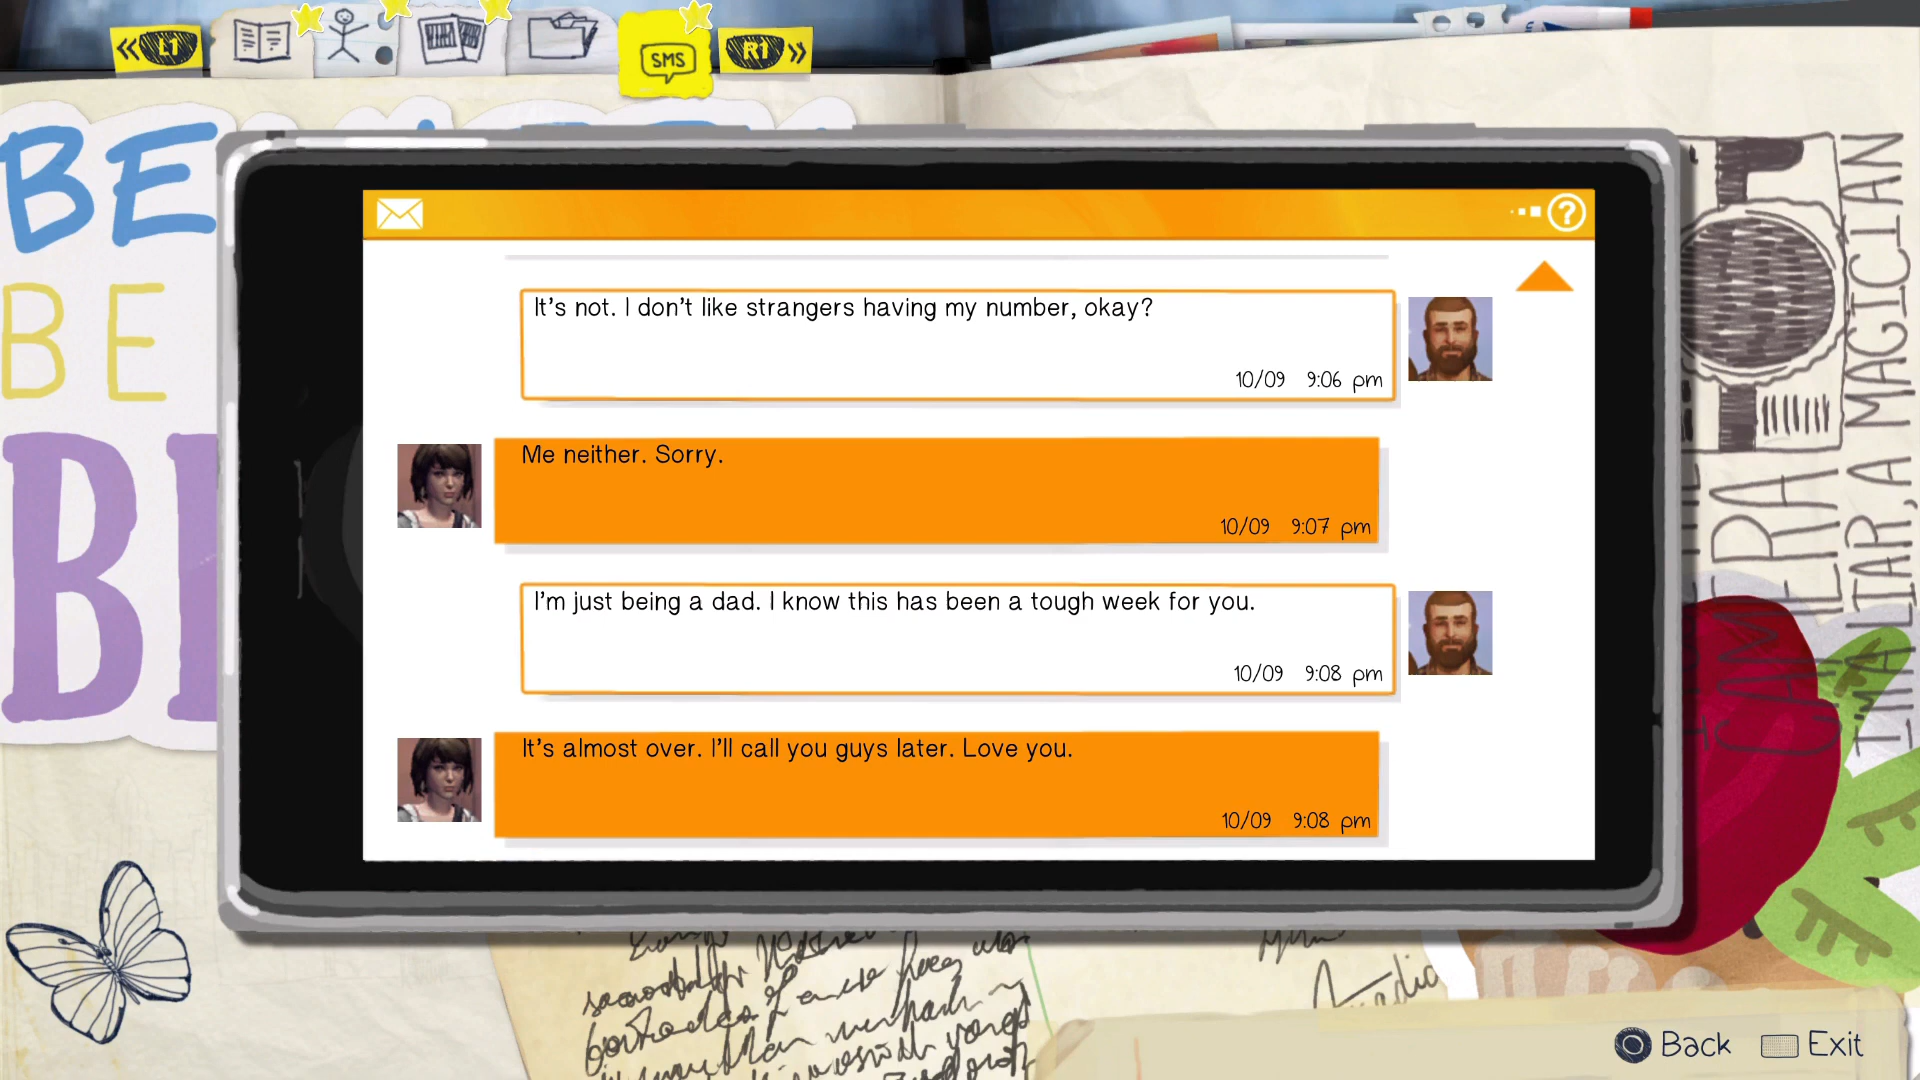 L1
SMS
R1
BE
BE
It's not. I don't like strangers having my number, okay?
10/09 9:06 pm
Me neither. Sorry.
10/09 9:07 pm
I'm just being a dad. I know this has been a tough week for you.
10/09 9:08 pm
It's almost over. I'll call you guys later. Love you.
10/09 9:08 pm
CAMERA
I'M A LIAR, A MAGICIAN
?
Back
Exit